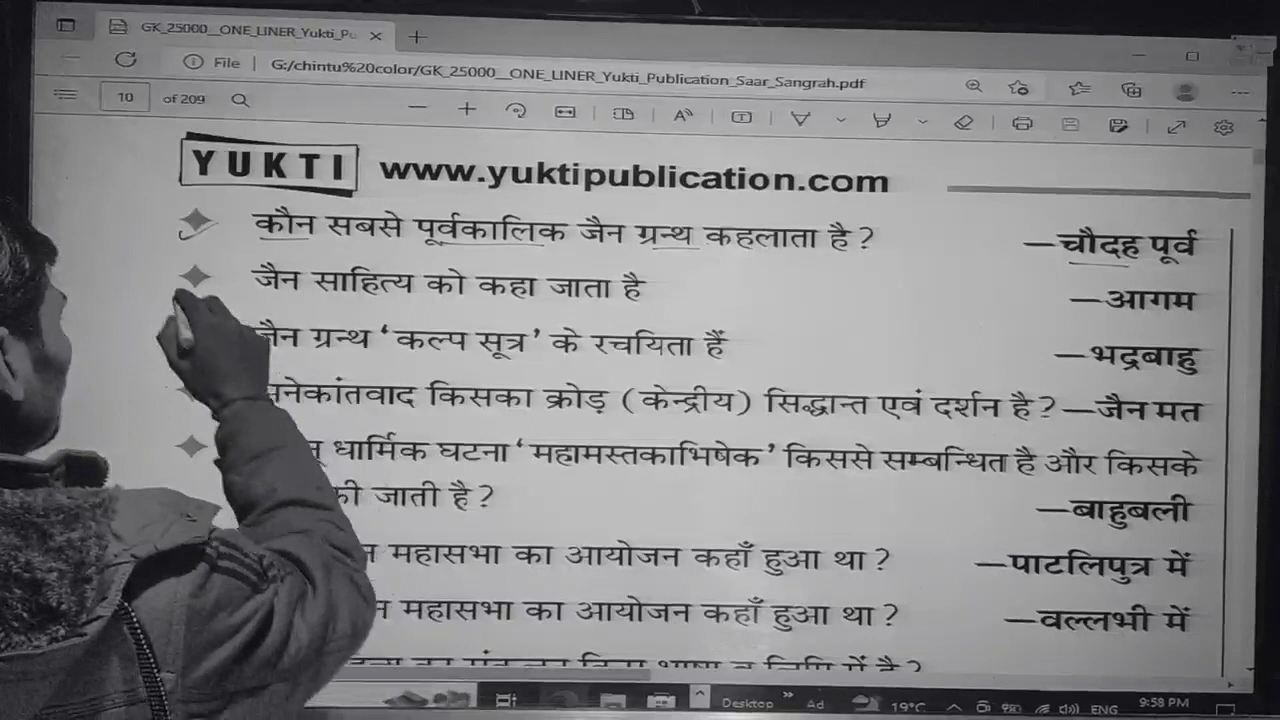 GK_25000__ONE_LINER_Yukti_Pu
File | G:/chintu%20color/GK_25000__ONE_LINER_Yukti_Publication_Saar_Sangrah.pdf
10 of 209
YUKTI www.yuktipublication.com
कौन सबसे पूर्वकालिक जैन ग्रन्थ कहलाता है? —चौदह पूर्व
जैन साहित्य को कहा जाता है —आगम
जैन ग्रन्थ ‘कल्प सूत्र’ के रचयिता हैं —भद्रबाहु
अनेकांतवाद किसका क्रोड़ (केन्द्रीय) सिद्धान्त एवं दर्शन है? —जैन मत
धार्मिक घटना ‘महामस्तकाभिषेक’ किससे सम्बन्धित है और किसके
की जाती है? —बाहुबली
महासभा का आयोजन कहाँ हुआ था? —पाटलिपुत्र में
महासभा का आयोजन कहाँ हुआ था? —वल्लभी में
Desktop Ad 19°C ENG 9:58 PM